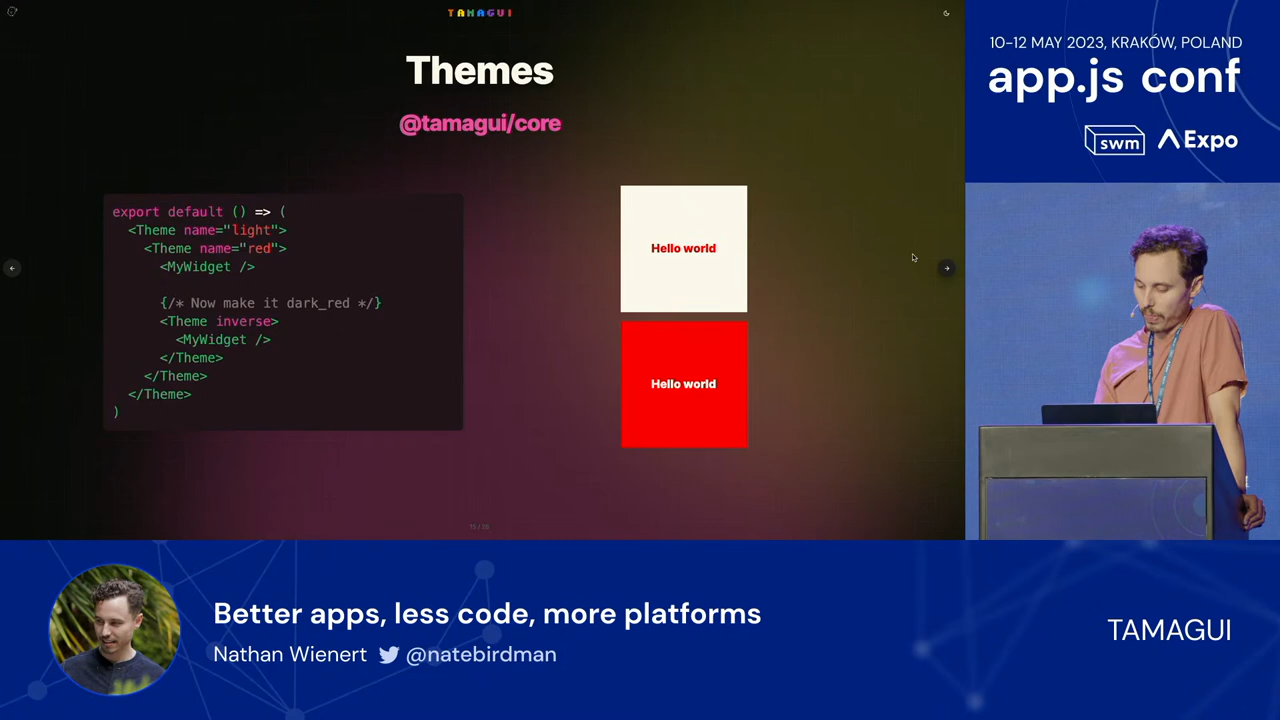 TAMAGUI
Themes
@tamagui/core
export default () => (
<Theme name="light">
<Theme name="red">
<MyWidget />
{/* Now make it dark_red */}
<Theme inverse>
<MyWidget />
</Theme>
</Theme>
</Theme>
)
Hello world
Hello world
10-12 MAY 2023, KRAKÓW, POLAND
app.js conf
swm
Expo
Better apps, less code, more platforms
Nathan Wienert @natebirdman
TAMAGUI